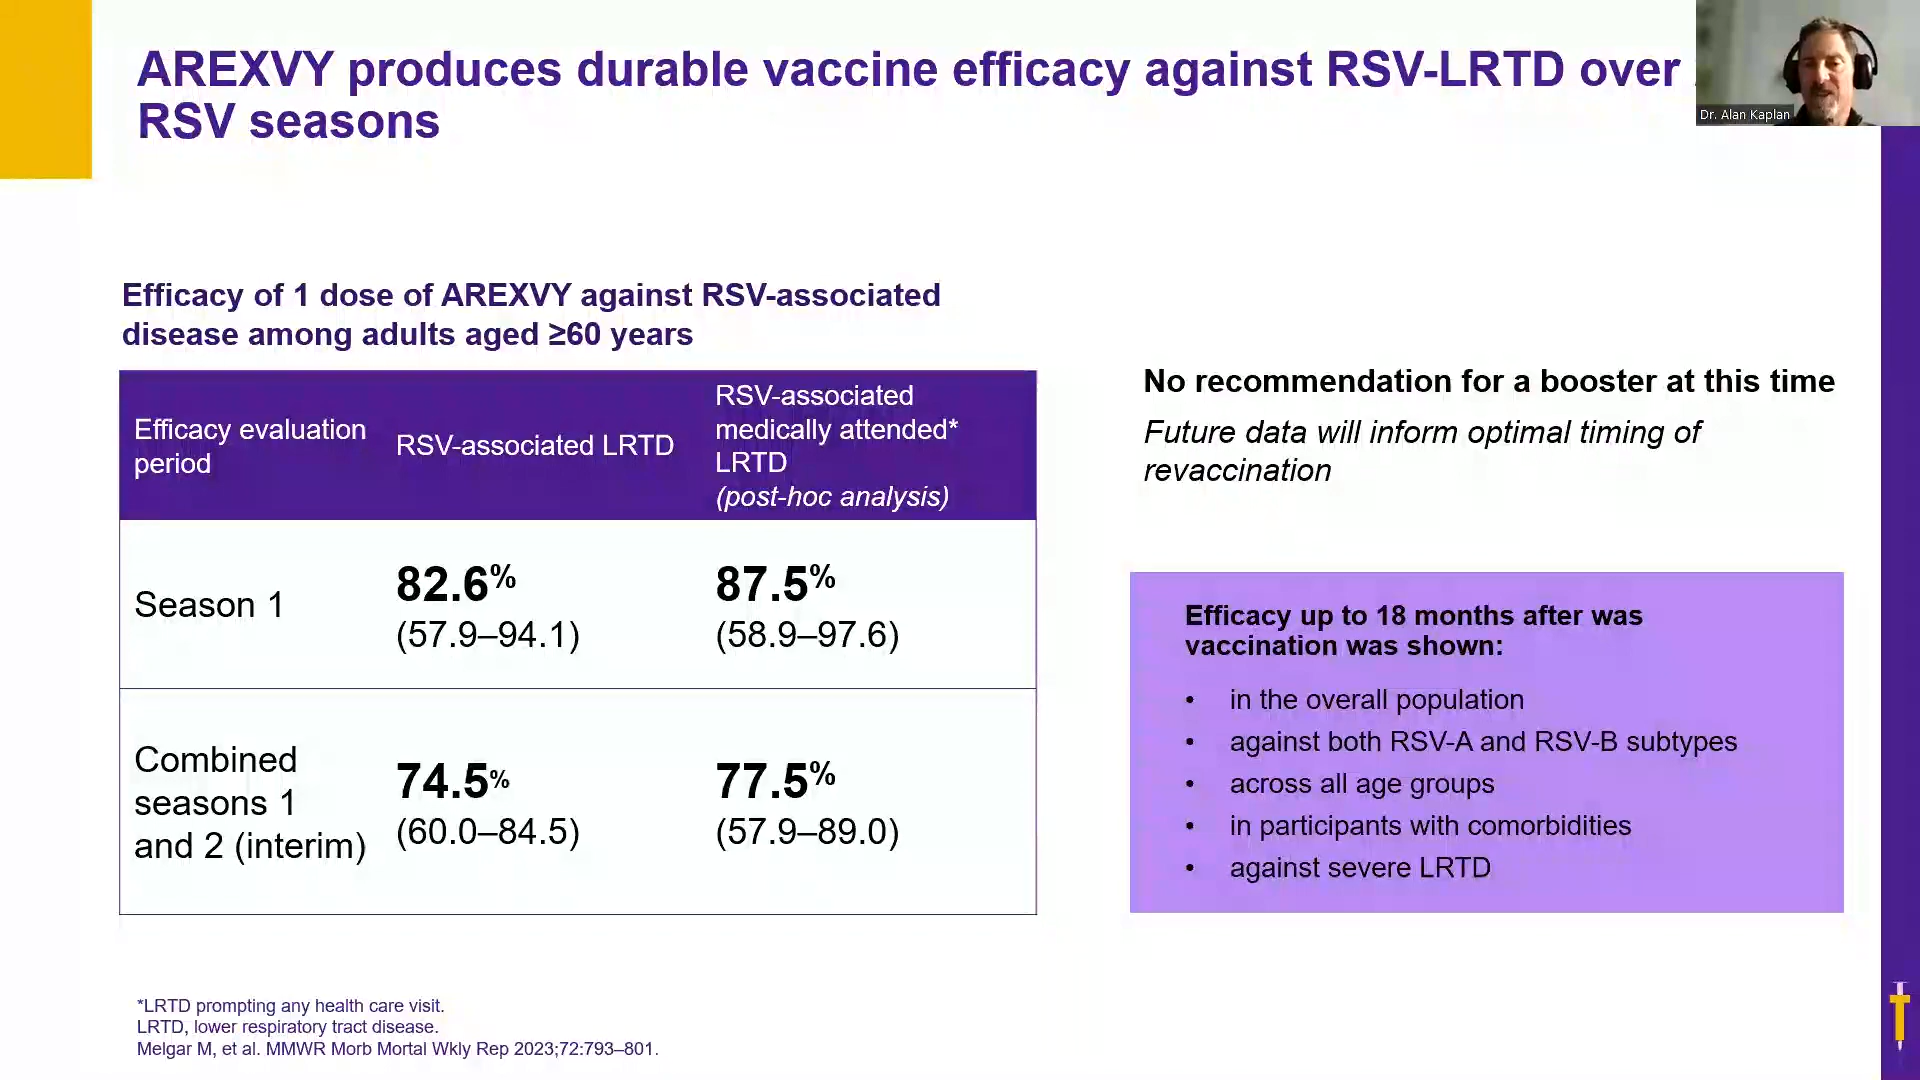 AREXVY produces durable vaccine efficacy against RSV-LRTD over
RSV seasons
Dr. Alan Kaplan
Efficacy of 1 dose of AREXVY against RSV-associated
disease among adults aged ≥60 years
Efficacy evaluation
period
RSV-associated LRTD
RSV-associated
medically attended*
LRTD
(post-hoc analysis)
Season 1
82.6%
(57.9–94.1)
87.5%
(58.9–97.6)
Combined
seasons 1
and 2 (interim)
74.5%
(60.0–84.5)
77.5%
(57.9–89.0)
No recommendation for a booster at this time
Future data will inform optimal timing of
revaccination
Efficacy up to 18 months after was
vaccination was shown:
• in the overall population
• against both RSV-A and RSV-B subtypes
• across all age groups
• in participants with comorbidities
• against severe LRTD
*LRTD prompting any health care visit.
LRTD, lower respiratory tract disease.
Melgar M, et al. MMWR Morb Mortal Wkly Rep 2023;72:793–801.